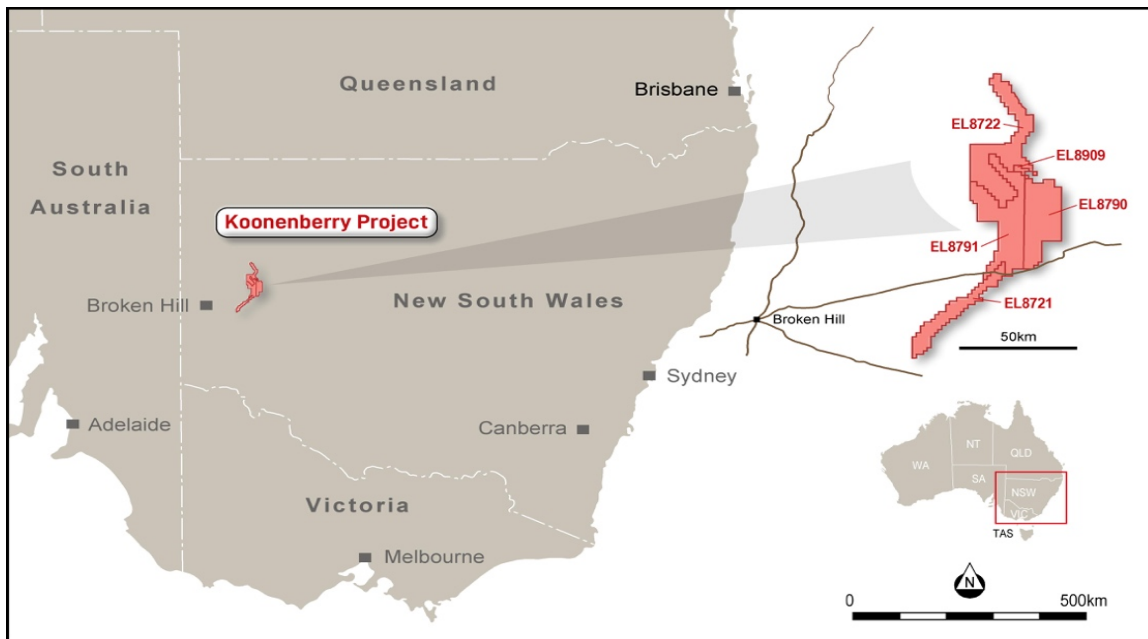 Queensland
Brisbane
South
Australia
Koonenberry Project
Broken Hill
New South Wales
Sydney
Adelaide
Canberra
Victoria
Melbourne
EL8722
EL8909
EL8790
EL8791
EL8721
Broken Hill
50km
WA
NT
QLD
SA
NSW
VIC
TAS
N
0
500km